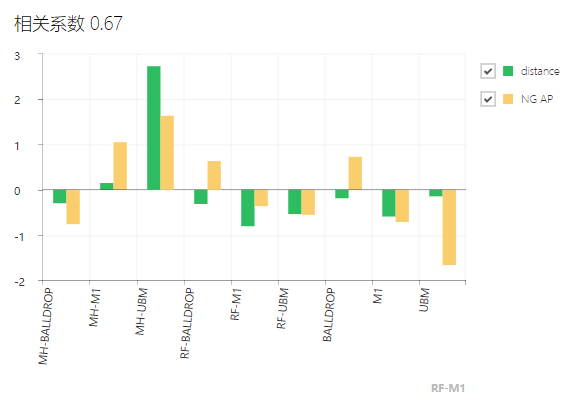 相关系数 0.67
3
2
1
0
-1
-2
distance
NG AP
MH-BALLDROP
MH-M1
MH-UBM
RF-BALLDROP
RF-M1
RF-UBM
BALLDROP
M1
UBM
RF-M1